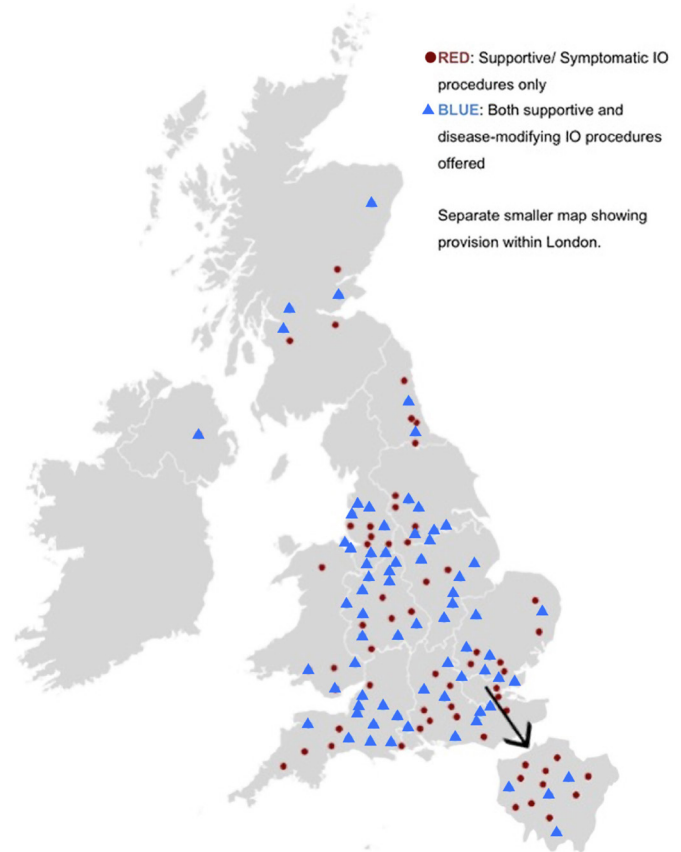 RED: Supportive/ Symptomatic IO
procedures only
BLUE: Both supportive and
disease-modifying IO procedures
offered
Separate smaller map showing
provision within London.